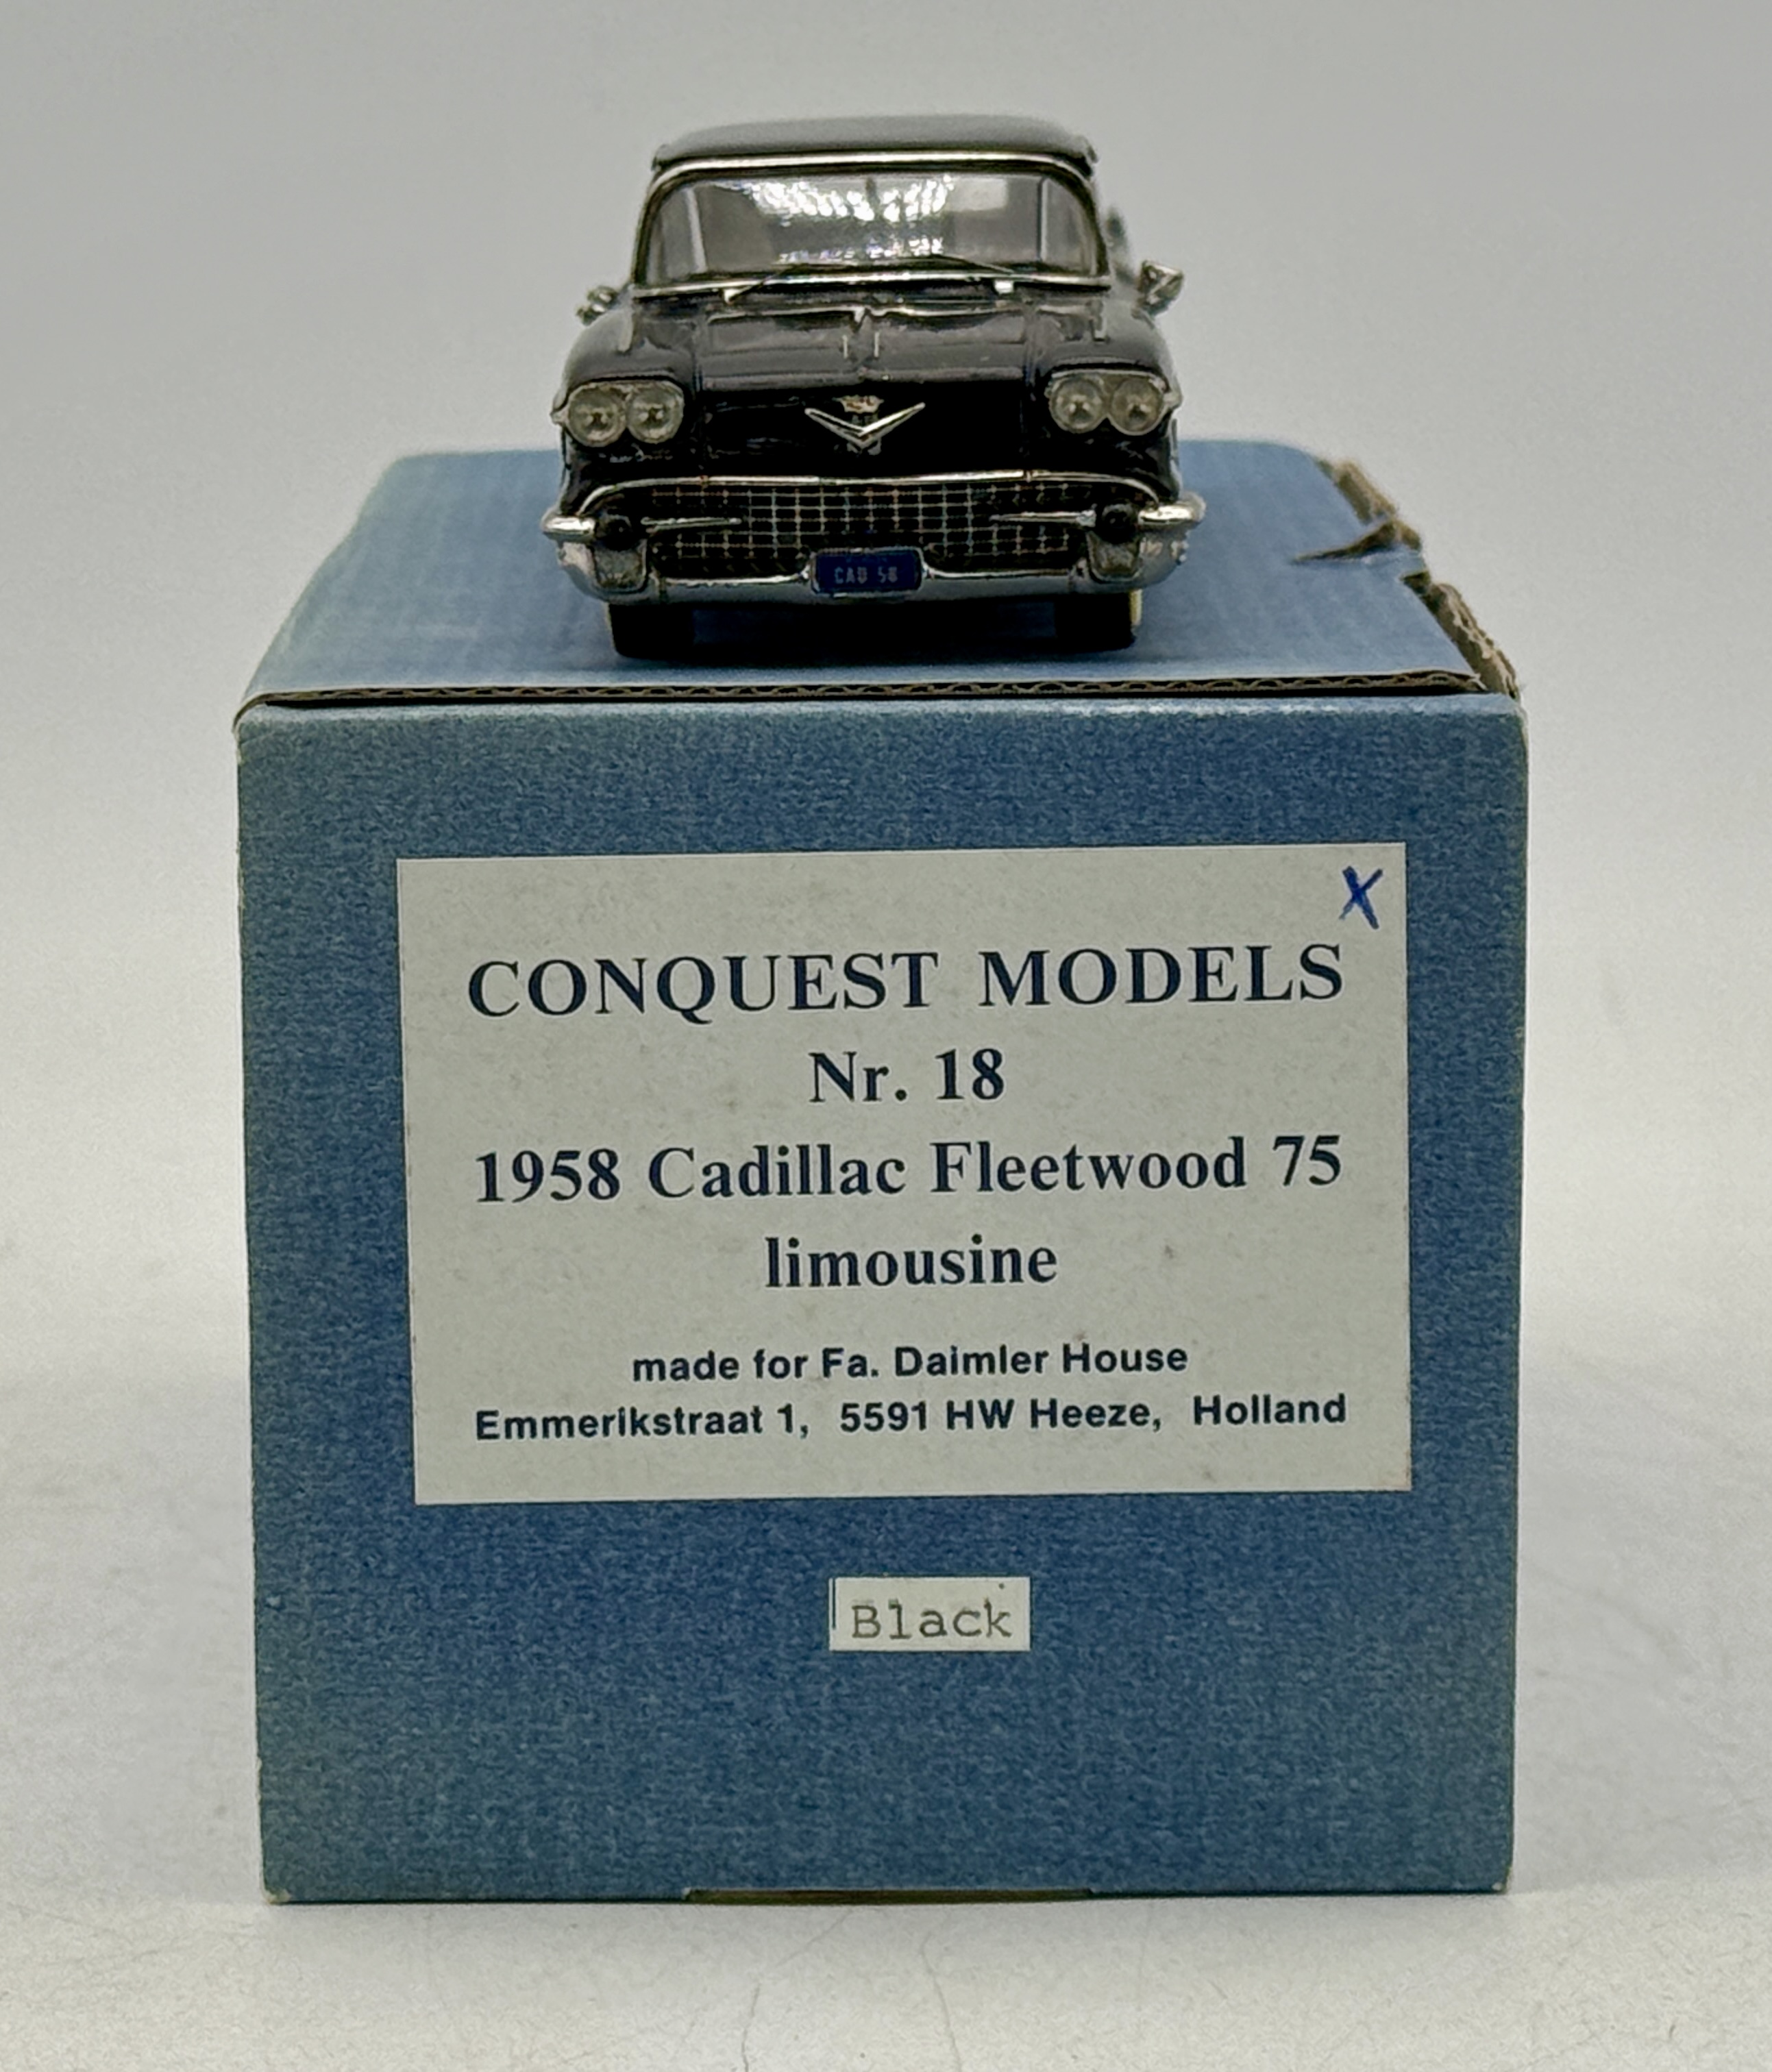 CAD 58
X
CONQUEST MODELS
Nr. 18
1958 Cadillac Fleetwood 75
limousine
made for Fa. Daimler House
Emmerikstraat 1, 5591 HW Heeze, Holland
Black